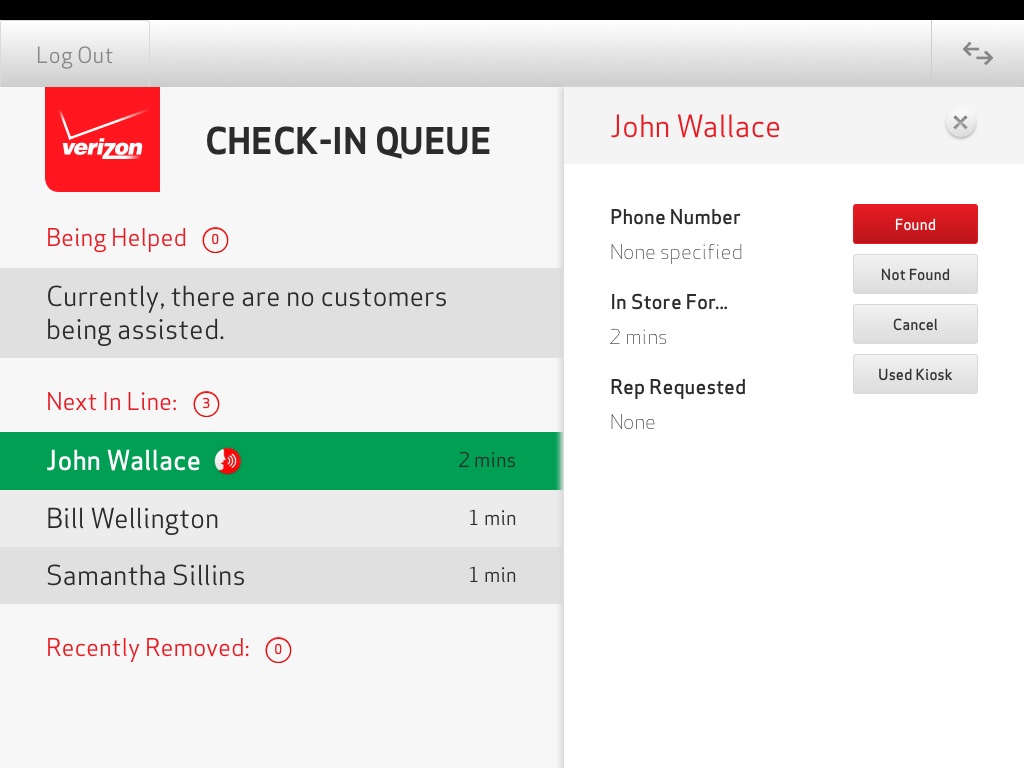 Log Out
verizon
CHECK-IN QUEUE
Being Helped 0
Currently, there are no customers
being assisted.
Next In Line: 3
John Wallace 2 mins
Bill Wellington 1 min
Samantha Sillins 1 min
Recently Removed: 0
John Wallace
Phone Number
None specified
In Store For...
2 mins
Rep Requested
None
Found
Not Found
Cancel
Used Kiosk